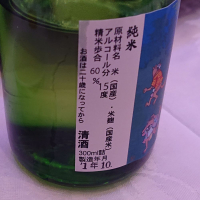 純米
原材料名 米(国産)・米麹(国産米)
アルコール分 15度
精米歩合 60%
お酒は二十歳になってから
清酒
300ml詰
製造年月
'1年10.